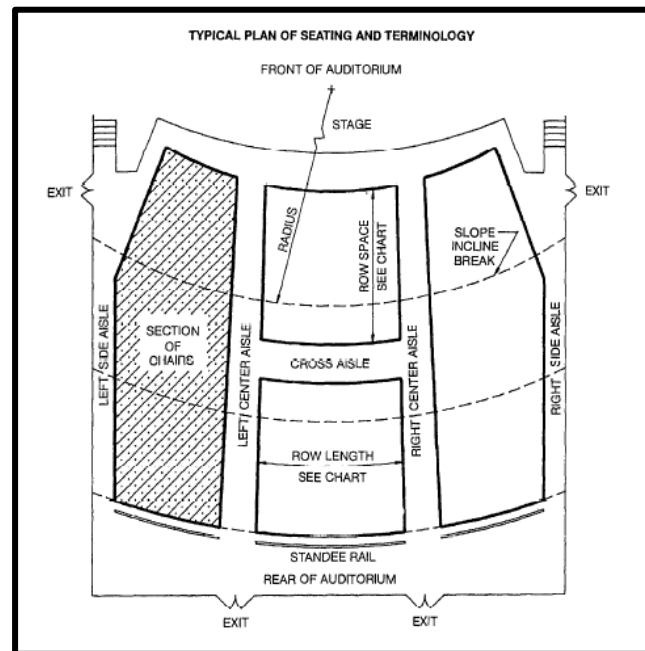 TYPICAL PLAN OF SEATING AND TERMINOLOGY
FRONT OF AUDITORIUM
STAGE
EXIT
EXIT
RADIUS
ROW SPACE
SEE CHART
SLOPE
INCLINE
BREAK
LEFT SIDE AISLE
SECTION
OF
CHAIRS
LEFT CENTER AISLE
CROSS AISLE
RIGHT CENTER AISLE
RIGHT SIDE AISLE
ROW LENGTH
SEE CHART
STANDEE RAIL
REAR OF AUDITORIUM
EXIT
EXIT